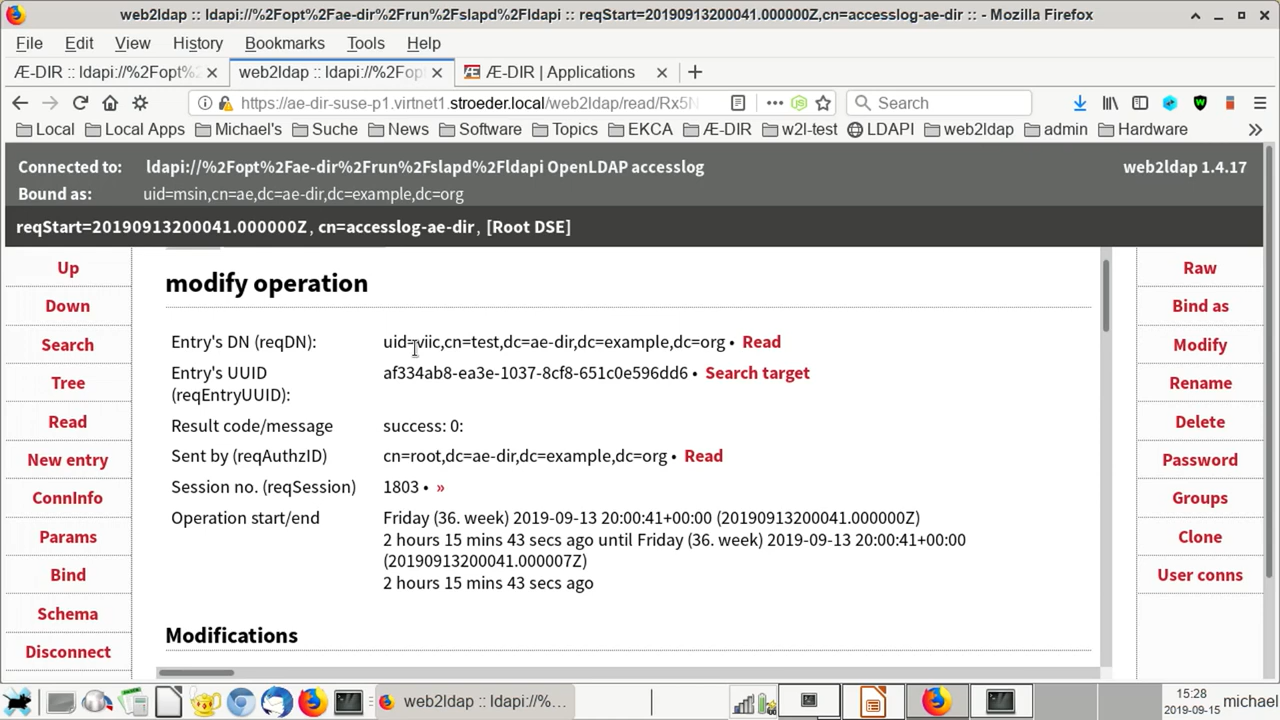 web2ldap :: ldapi://%2Fopt%2Fae-dir%2Frun%2Fslapd%2Fldapi :: reqStart=20190913200041.000000Z,cn=accesslog-ae-dir :: - Mozilla Firefox
File Edit View History Bookmarks Tools Help
Æ-DIR :: ldapi://%2Fopt% web2ldap :: ldapi://%2Fop Æ-DIR | Applications
https://ae-dir-suse-p1.virtnet1.stroeder.local/web2ldap/read/Rx5N Search
Local Local Apps Michael's Suche News Software Topics EKCA Æ-DIR w2l-test LDAPI web2ldap admin Hardware
Connected to: ldapi://%2Fopt%2Fae-dir%2Frun%2Fslapd%2Fldapi OpenLDAP accesslog web2ldap 1.4.17
Bound as: uid=msin,cn=ae,dc=ae-dir,dc=example,dc=org
reqStart=20190913200041.000000Z, cn=accesslog-ae-dir, [Root DSE]
Up
Down
Search
Tree
Read
New entry
ConnInfo
Params
Bind
Schema
Disconnect
modify operation
Entry's DN (reqDN): uid=viic,cn=test,dc=ae-dir,dc=example,dc=org • Read
Entry's UUID af334ab8-ea3e-1037-8cf8-651c0e596dd6 • Search target
(reqEntryUUID):
Result code/message success: 0:
Sent by (reqAuthzID) cn=root,dc=ae-dir,dc=example,dc=org • Read
Session no. (reqSession) 1803 • »
Operation start/end Friday (36. week) 2019-09-13 20:00:41+00:00 (20190913200041.000000Z)
2 hours 15 mins 43 secs ago until Friday (36. week) 2019-09-13 20:00:41+00:00
(20190913200041.000007Z)
2 hours 15 mins 43 secs ago
Modifications
Raw
Bind as
Modify
Rename
Delete
Password
Groups
Clone
User conns
web2ldap :: ldapi://%... 15:28 michael
2019-09-15